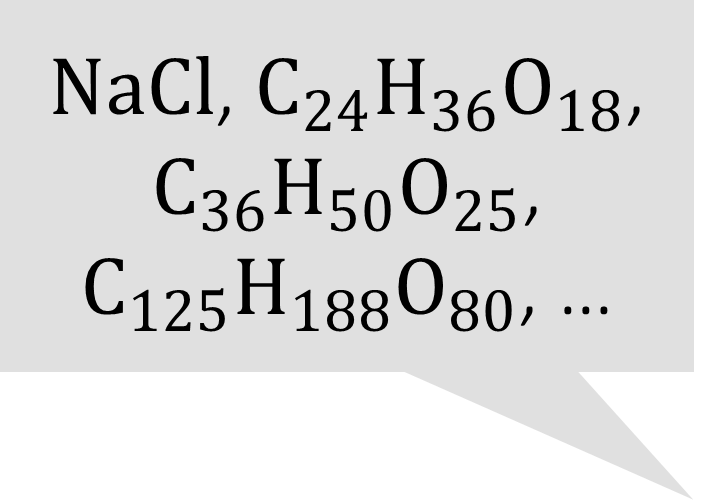 NaCl, C₂₄H₃₆O₁₈,
C₃₆H₅₀O₂₅,
C₁₂₅H₁₈₈O₈₀, ...